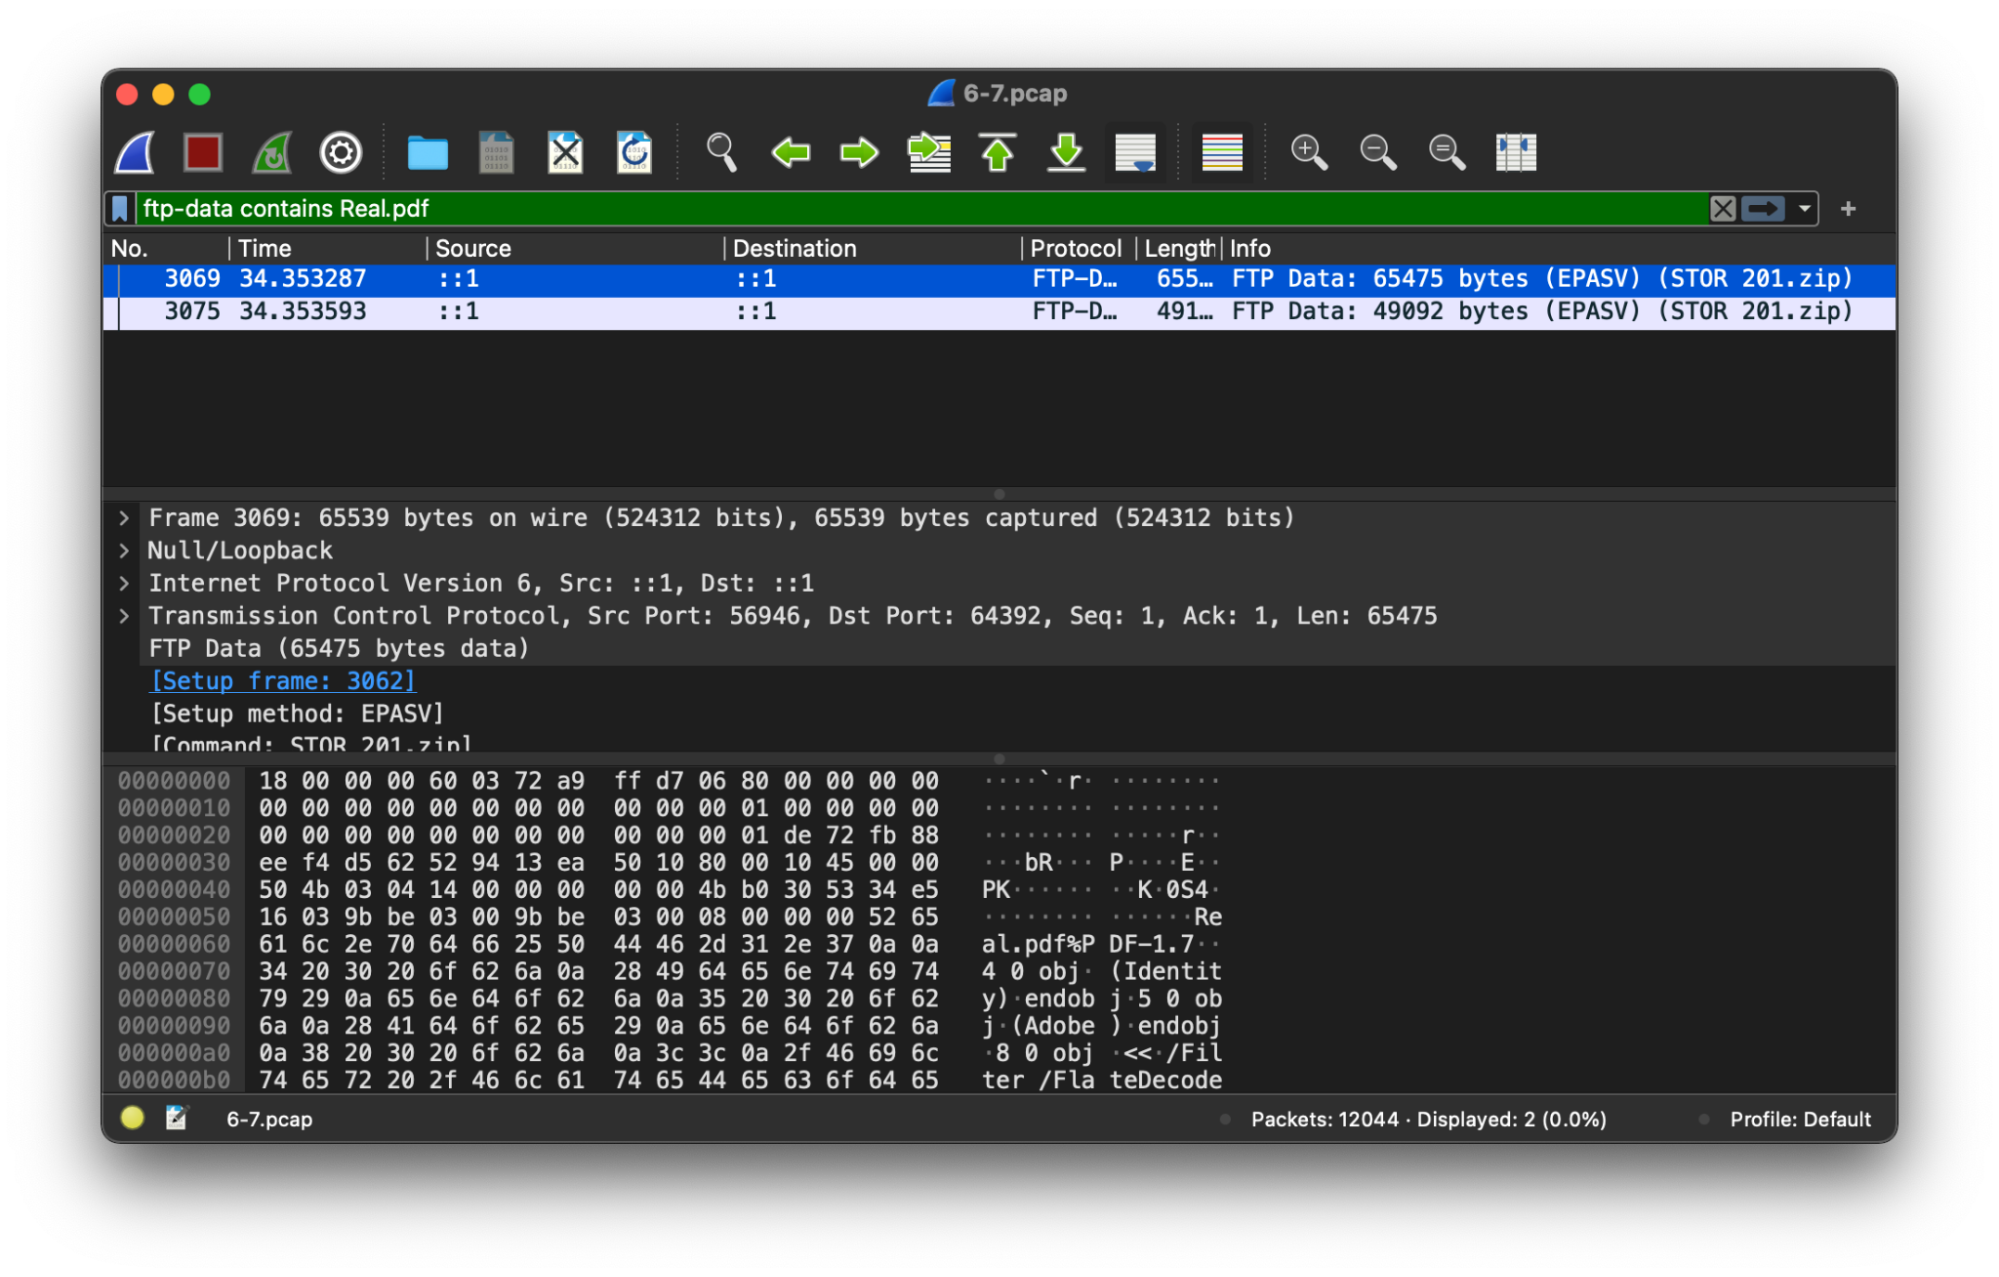 6-7.pcap
ftp-data contains Real.pdf
No. Time Source Destination Protocol Length Info
3069 34.353287 ::1 ::1 FTP-D… 655… FTP Data: 65475 bytes (EPASV) (STOR 201.zip)
3075 34.353593 ::1 ::1 FTP-D… 491… FTP Data: 49092 bytes (EPASV) (STOR 201.zip)
Frame 3069: 65539 bytes on wire (524312 bits), 65539 bytes captured (524312 bits)
Null/Loopback
Internet Protocol Version 6, Src: ::1, Dst: ::1
Transmission Control Protocol, Src Port: 56946, Dst Port: 64392, Seq: 1, Ack: 1, Len: 65475
FTP Data (65475 bytes data)
[Setup frame: 3062]
[Setup method: EPASV]
[Command: STOR 201.zip]
00000000 18 00 00 00 60 03 72 a9 ff d7 06 80 00 00 00 00 ····`·r· ········
00000010 00 00 00 00 00 00 00 00 00 00 00 01 00 00 00 00 ········ ········
00000020 00 00 00 00 00 00 00 00 00 00 00 01 de 72 fb 88 ········ ·····r··
00000030 ee f4 d5 62 52 94 13 ea 50 10 80 00 10 45 00 00 ···bR··· P····E··
00000040 50 4b 03 04 14 00 00 00 00 00 4b b0 30 53 34 e5 PK······ ··K·0S4·
00000050 16 03 9b be 03 00 9b be 03 00 08 00 00 00 52 65 ········ ······Re
00000060 61 6c 2e 70 64 66 25 50 44 46 2d 31 2e 37 0a 0a al.pdf%P DF-1.7··
00000070 34 20 30 20 6f 62 6a 0a 28 49 64 65 6e 74 69 74 4 0 obj· (Identit
00000080 79 29 0a 65 6e 64 6f 62 6a 0a 35 20 30 20 6f 62 y)·endob j·5 0 ob
00000090 6a 0a 28 41 64 6f 62 65 29 0a 65 6e 64 6f 62 6a j·(Adobe )·endobj
000000a0 0a 38 20 30 20 6f 62 6a 0a 3c 3c 0a 2f 46 69 6c ·8 0 obj ·<<·/Fil
000000b0 74 65 72 20 2f 46 6c 61 74 65 44 65 63 6f 64 65 ter /Fla teDecode
6-7.pcap Packets: 12044 · Displayed: 2 (0.0%) Profile: Default